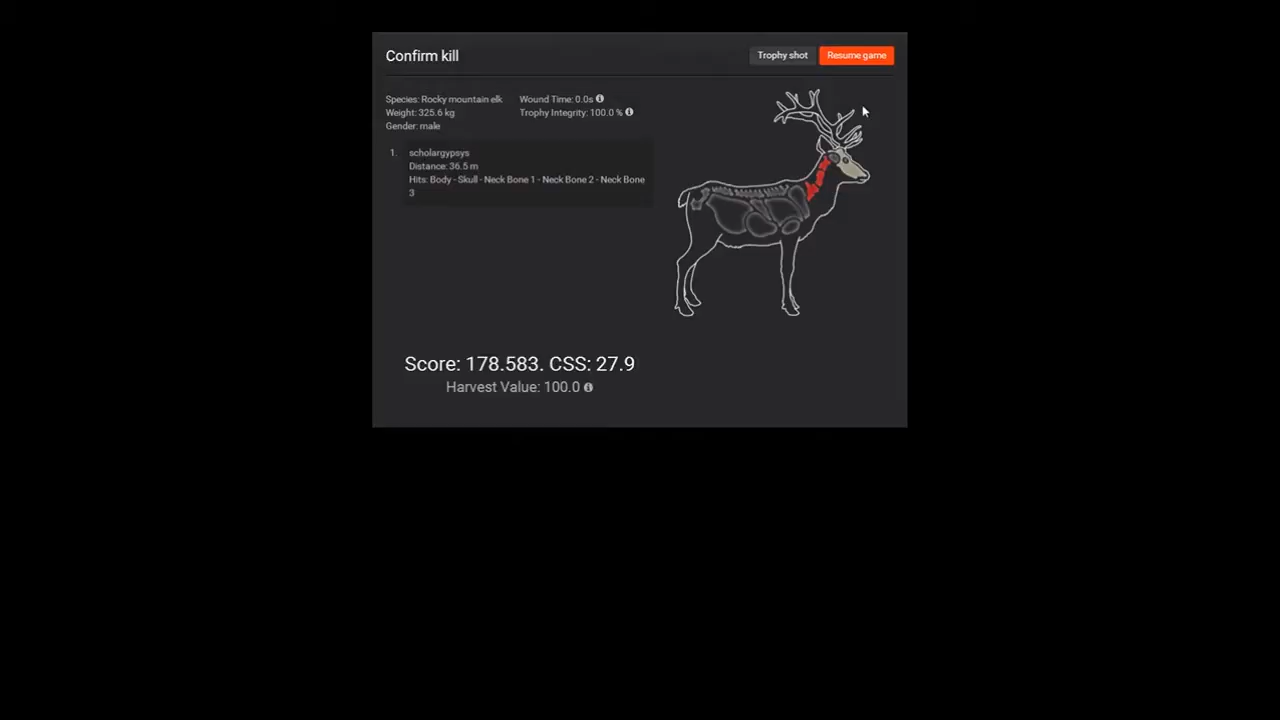 Confirm kill
Trophy shot
Resume game
Species: Rocky mountain elk
Wound Time: 0.0s
Weight: 325.6 kg
Trophy Integrity: 100.0 %
Gender: male
1. scholargypsys
Distance: 36.5 m
Hits: Body - Skull - Neck Bone 1 - Neck Bone 2 - Neck Bone
3
Score: 178.583. CSS: 27.9
Harvest Value: 100.0